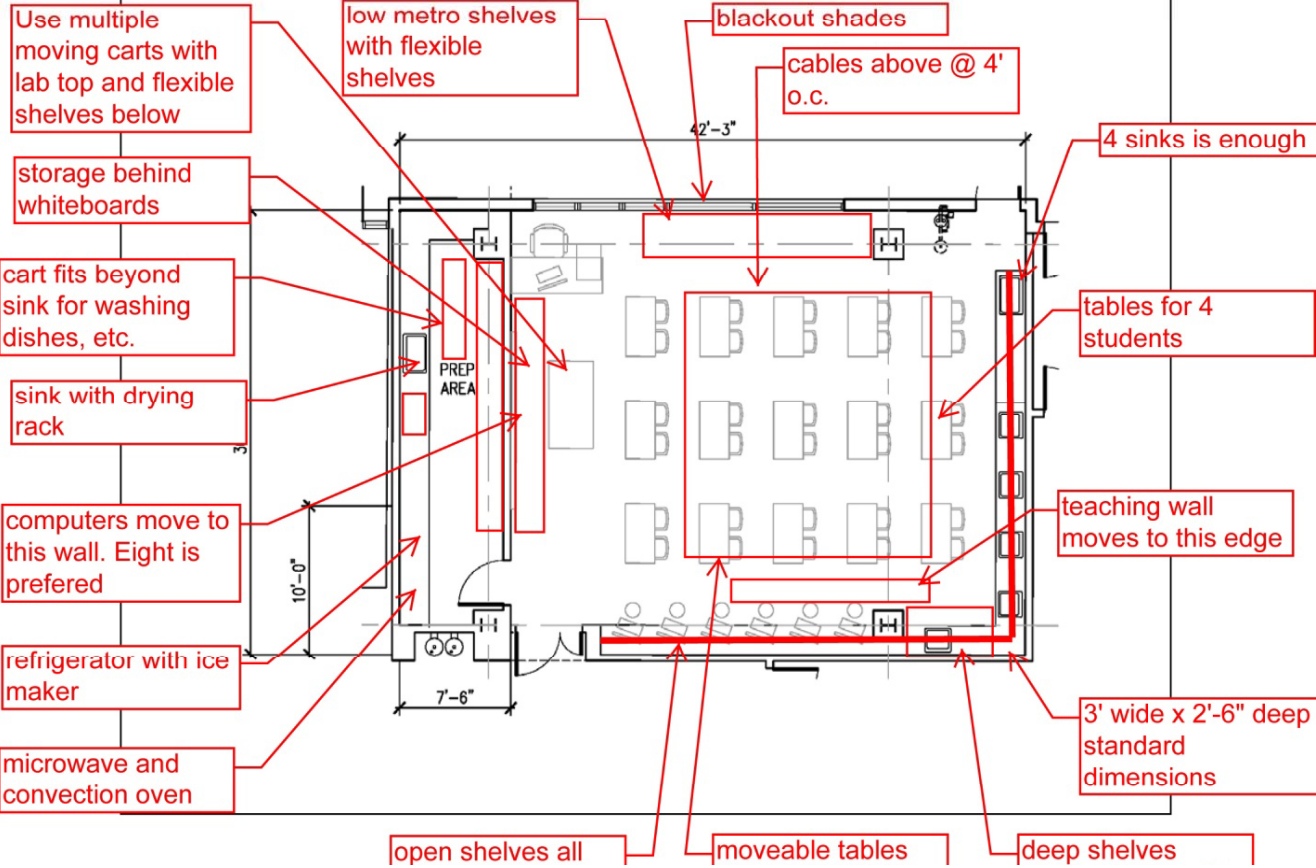 Use multiple
moving carts with
lab top and flexible
shelves below
low metro shelves
with flexible
shelves
blackout shades
cables above @ 4'
o.c.
42'-3"
4 sinks is enough
storage behind
whiteboards
cart fits beyond
sink for washing
dishes, etc.
tables for 4
students
PREP
AREA
sink with drying
rack
computers move to
this wall. Eight is
prefered
10'-0"
teaching wall
moves to this edge
refrigerator with ice
maker
7'-6"
3' wide x 2'-6" deep
standard
dimensions
microwave and
convection oven
open shelves all
moveable tables
deep shelves